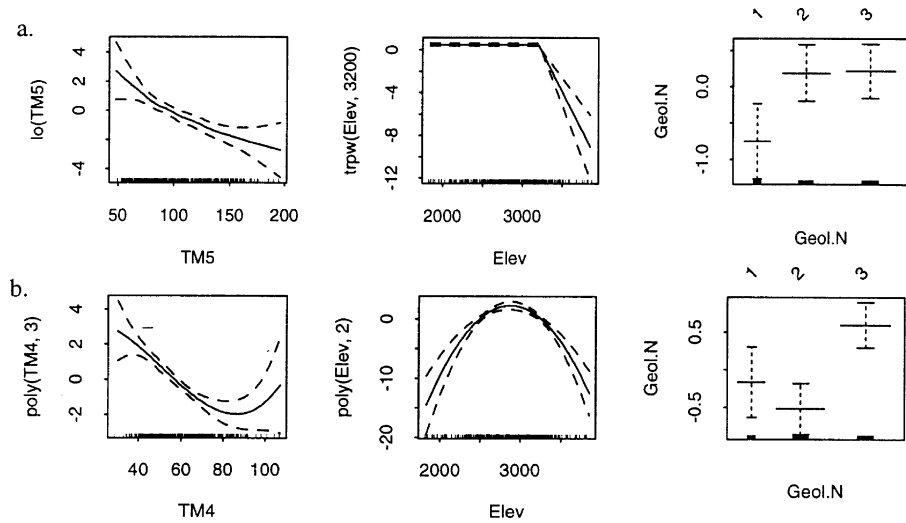 a.
lo(TM5)
4
2
0
-4
50
100
150
200
TM5
trpw(Elev, 3200)
0
-4
-8
-12
2000
3000
Elev
1
2
3
Geol.N
0.0
-1.0
Geol.N
b.
poly(TM4, 3)
4
2
0
-2
40
60
80
100
TM4
poly(Elev, 2)
0
-10
-20
2000
3000
Elev
1
2
3
Geol.N
0.5
-0.5
Geol.N